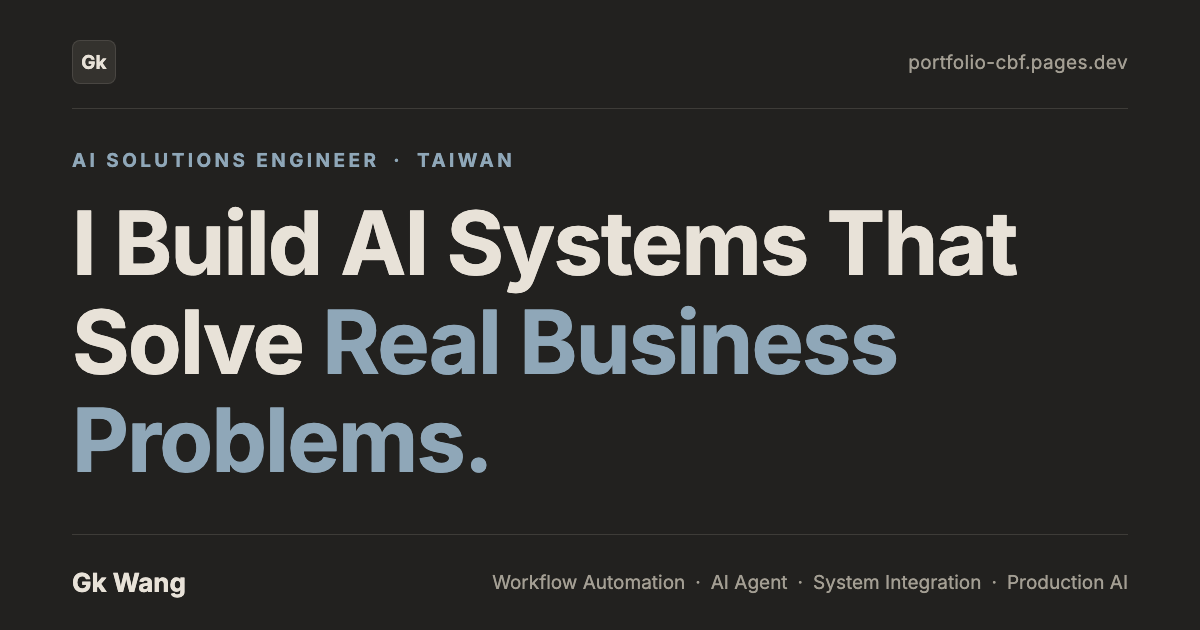 Gk
portfolio-cbf.pages.dev
AI SOLUTIONS ENGINEER · TAIWAN
I Build AI Systems That
Solve Real Business
Problems.
Gk Wang
Workflow Automation · AI Agent · System Integration · Production AI